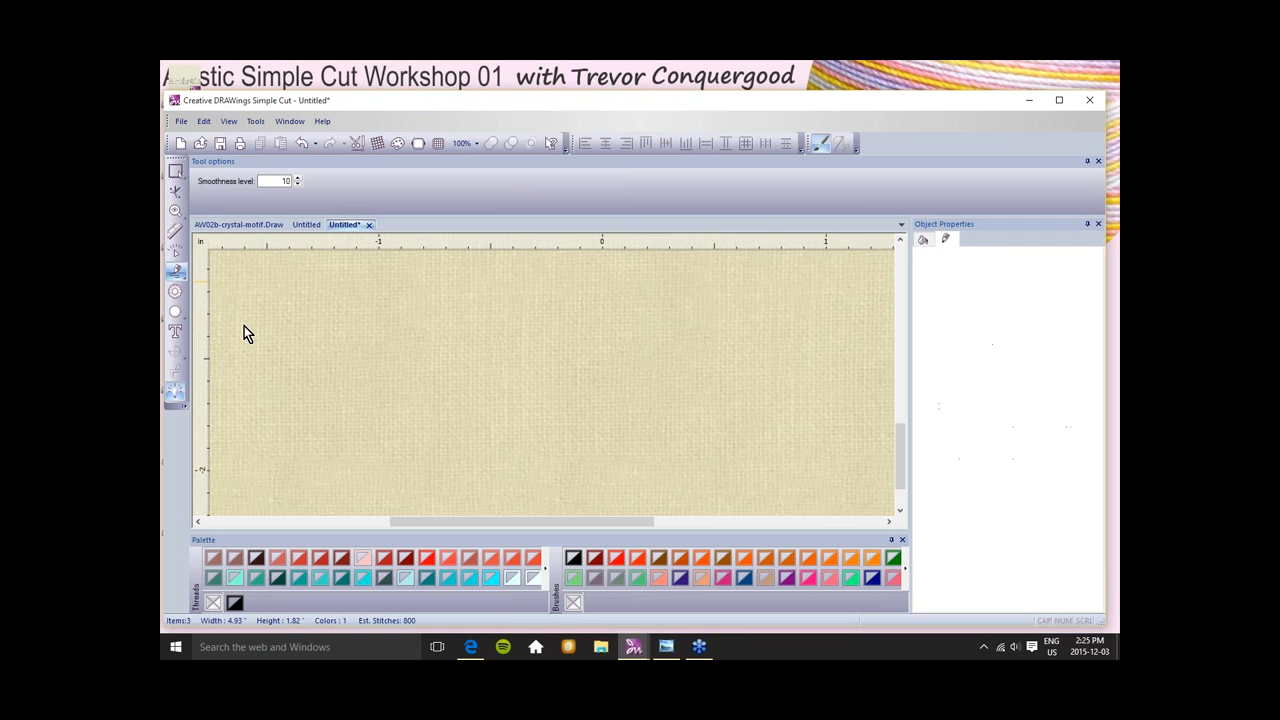 stic Simple Cut Workshop 01 with Trevor Conquergood
Creative DRAWings Simple Cut - Untitled*
File Edit View Tools Window Help
100%
Tool options
Smoothness level: 10
AW02b-crystal-motif.Draw Untitled Untitled*
Object Properties
in -1 0 1
-2
Palette
Threads
Brushes
Items:3 Width : 4.93 " Height : 1.82 " Colors : 1 Est. Stitches: 800
CAP NUM SCRL
Search the web and Windows
ENG
US
2:25 PM
2015-12-03